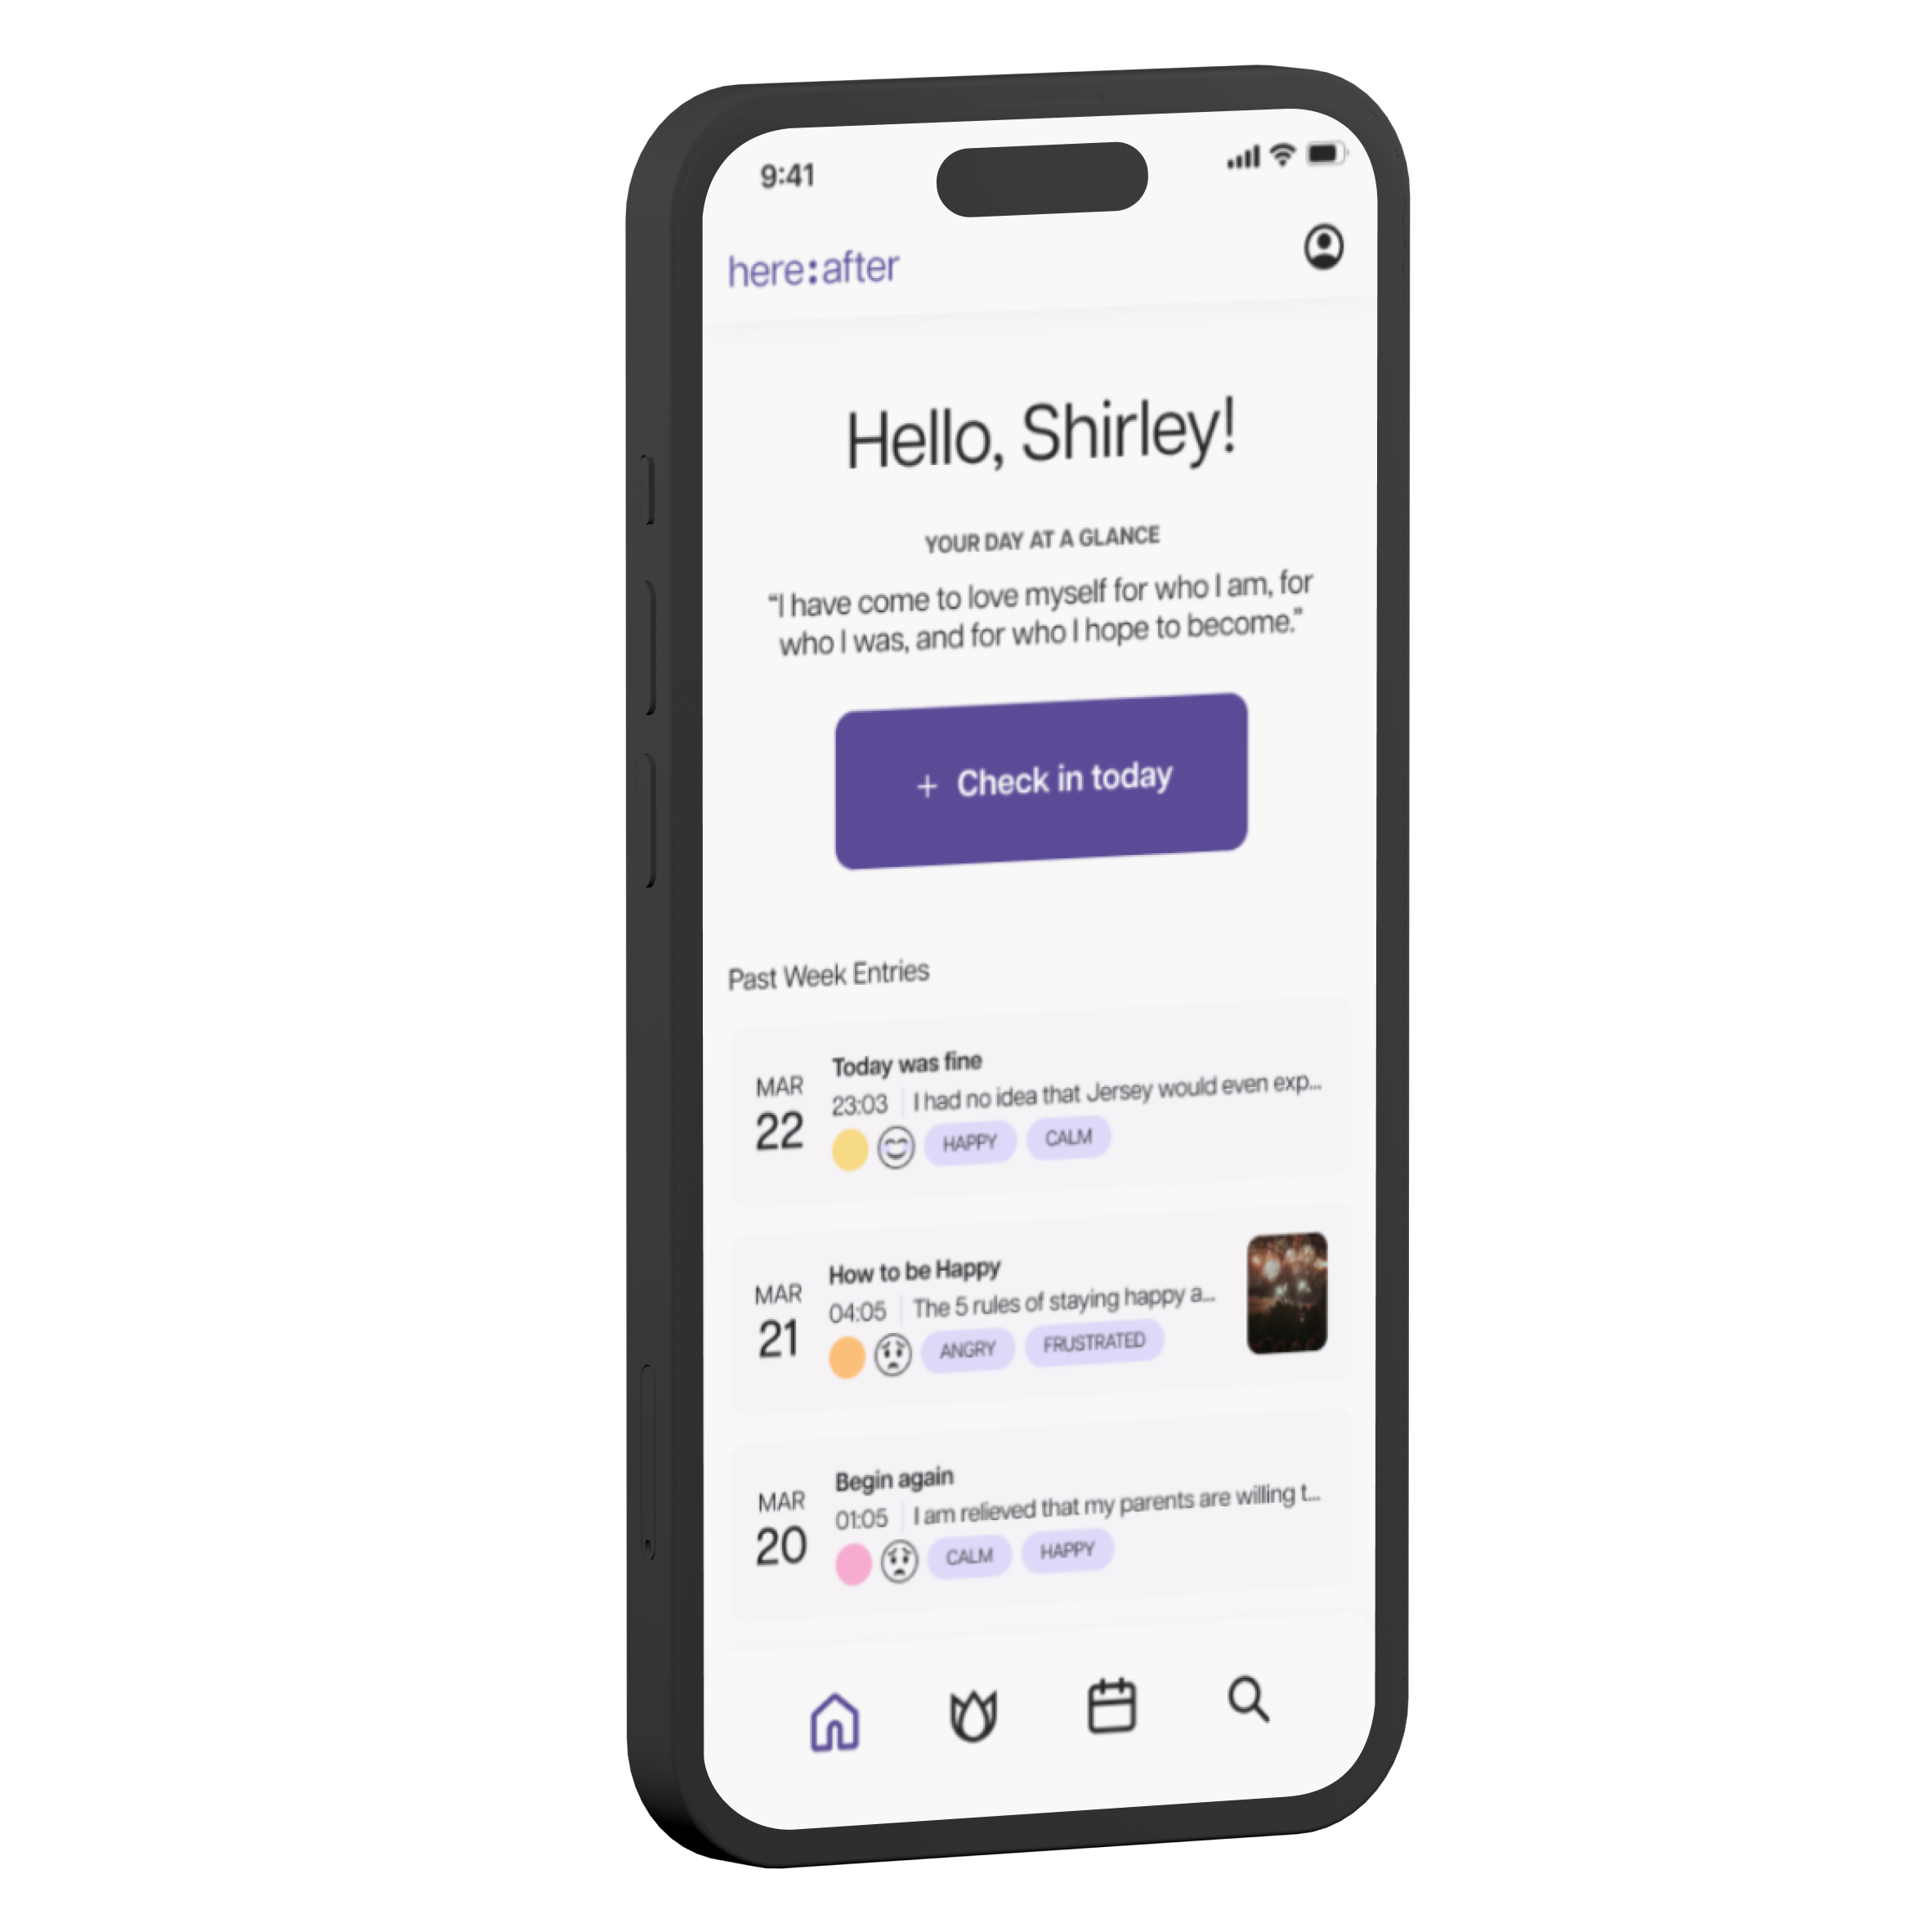 9:41
here:after
Hello, Shirley!
YOUR DAY AT A GLANCE
“I have come to love myself for who I am, for
who I was, and for who I hope to become.”
+ Check in today
Past Week Entries
MAR
22
Today was fine
23:03 | I had no idea that Jersey would even exp...
HAPPY CALM
MAR
21
How to be Happy
04:05 | The 5 rules of staying happy a...
ANGRY FRUSTRATED
MAR
20
Begin again
01:05 | I am relieved that my parents are willing t...
CALM HAPPY